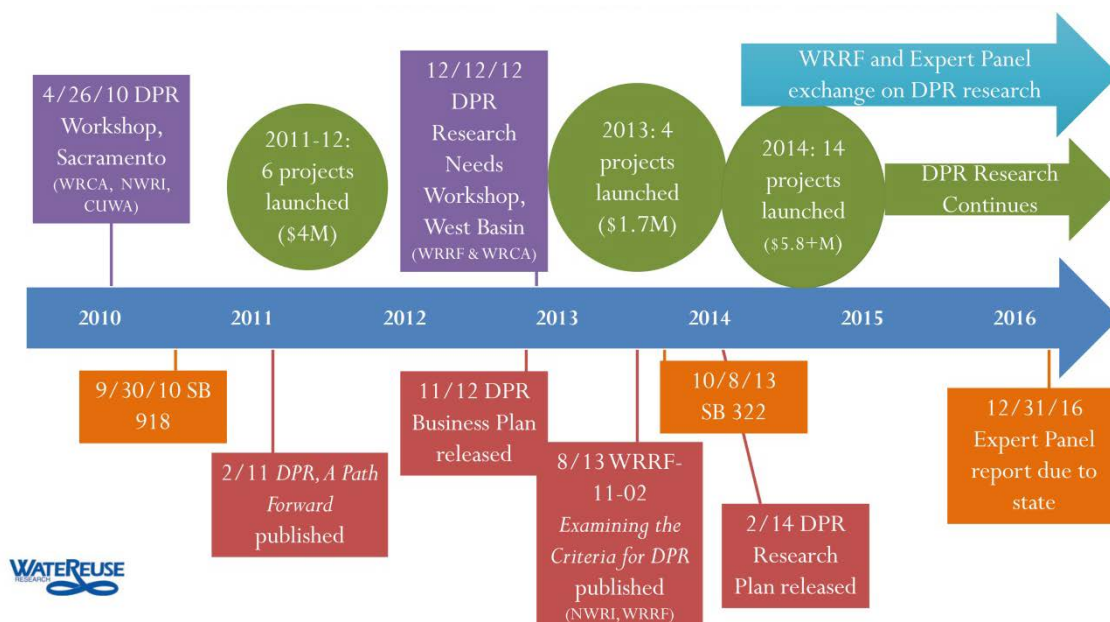 4/26/10 DPR
Workshop,
Sacramento
(WRCA, NWRI,
CUWA)
2011-12:
6 projects
launched
($4M)
12/12/12
DPR
Research
Needs
Workshop,
West Basin
(WRRF & WRCA)
2013: 4
projects
launched
($1.7M)
2014: 14
projects
launched
($5.8+M)
WRRF and Expert Panel
exchange on DPR research
DPR Research
Continues
2010 2011 2012 2013 2014 2015 2016
9/30/10 SB
918
2/11 DPR, A Path
Forward
published
11/12 DPR
Business Plan
released
8/13 WRRF-
11-02
Examining the
Criteria for DPR
published
(NWRI, WRRF)
10/8/13
SB 322
2/14 DPR
Research
Plan released
12/31/16
Expert Panel
report due to
state
WATEREUSE
RESEARCH